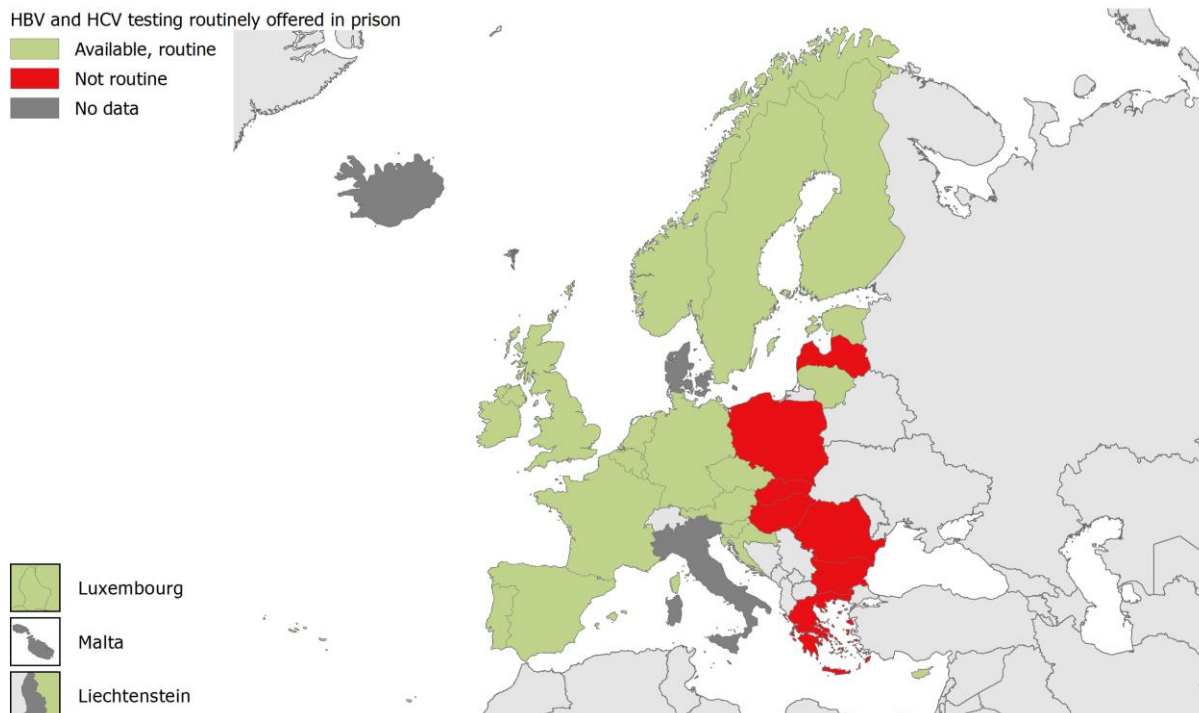 HBV and HCV testing routinely offered in prison
Available, routine
Not routine
No data
Luxembourg
Malta
Liechtenstein